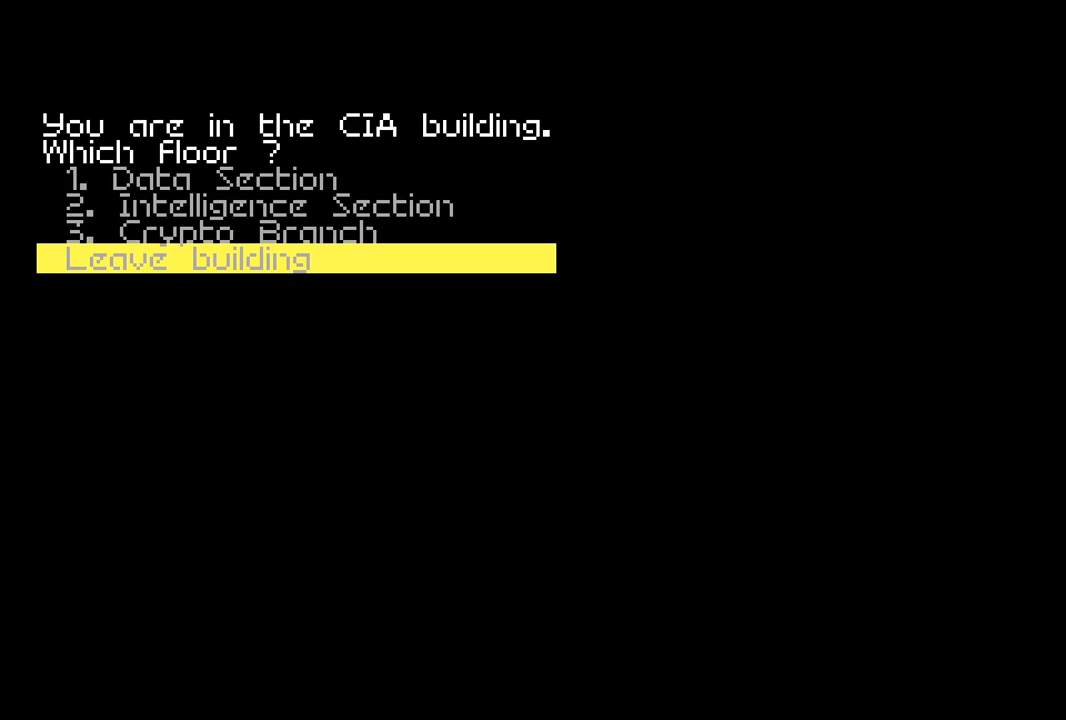 You are in the CIA building.
Which floor ?
1. Data Section
2. Intelligence Section
3. Crypto Branch
Leave building